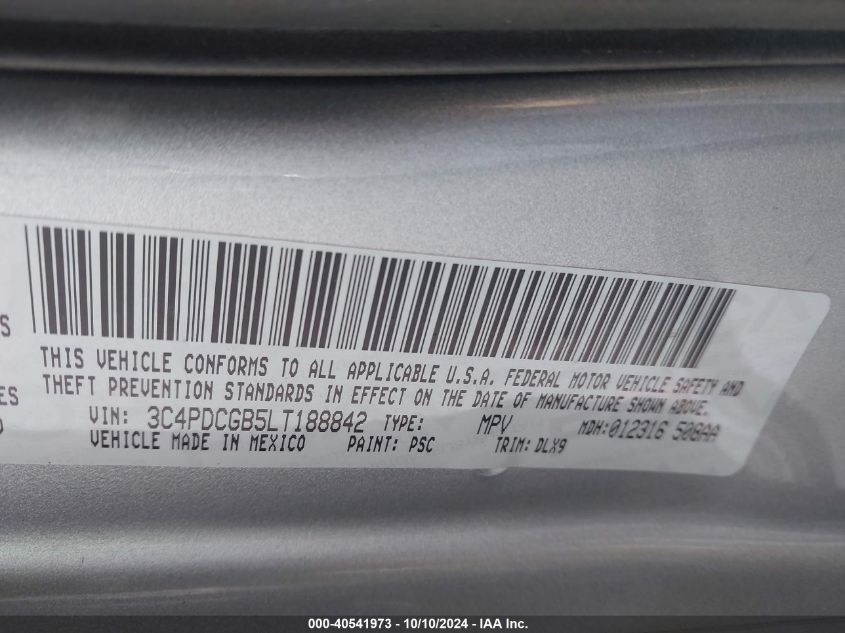 S
ES
THIS VEHICLE CONFORMS TO ALL APPLICABLE U.S.A. FEDERAL MOTOR VEHICLE SAFETY AND
THEFT PREVENTION STANDARDS IN EFFECT ON THE DATE OF MANUFACTURE SHOWN ABOVE.
VIN: 3C4PDCGB5LT188842 TYPE: MPV MDH:012316 508AA
VEHICLE MADE IN MEXICO PAINT: PSC TRIM: DLX9
000-40541973 - 10/10/2024 - IAA Inc.